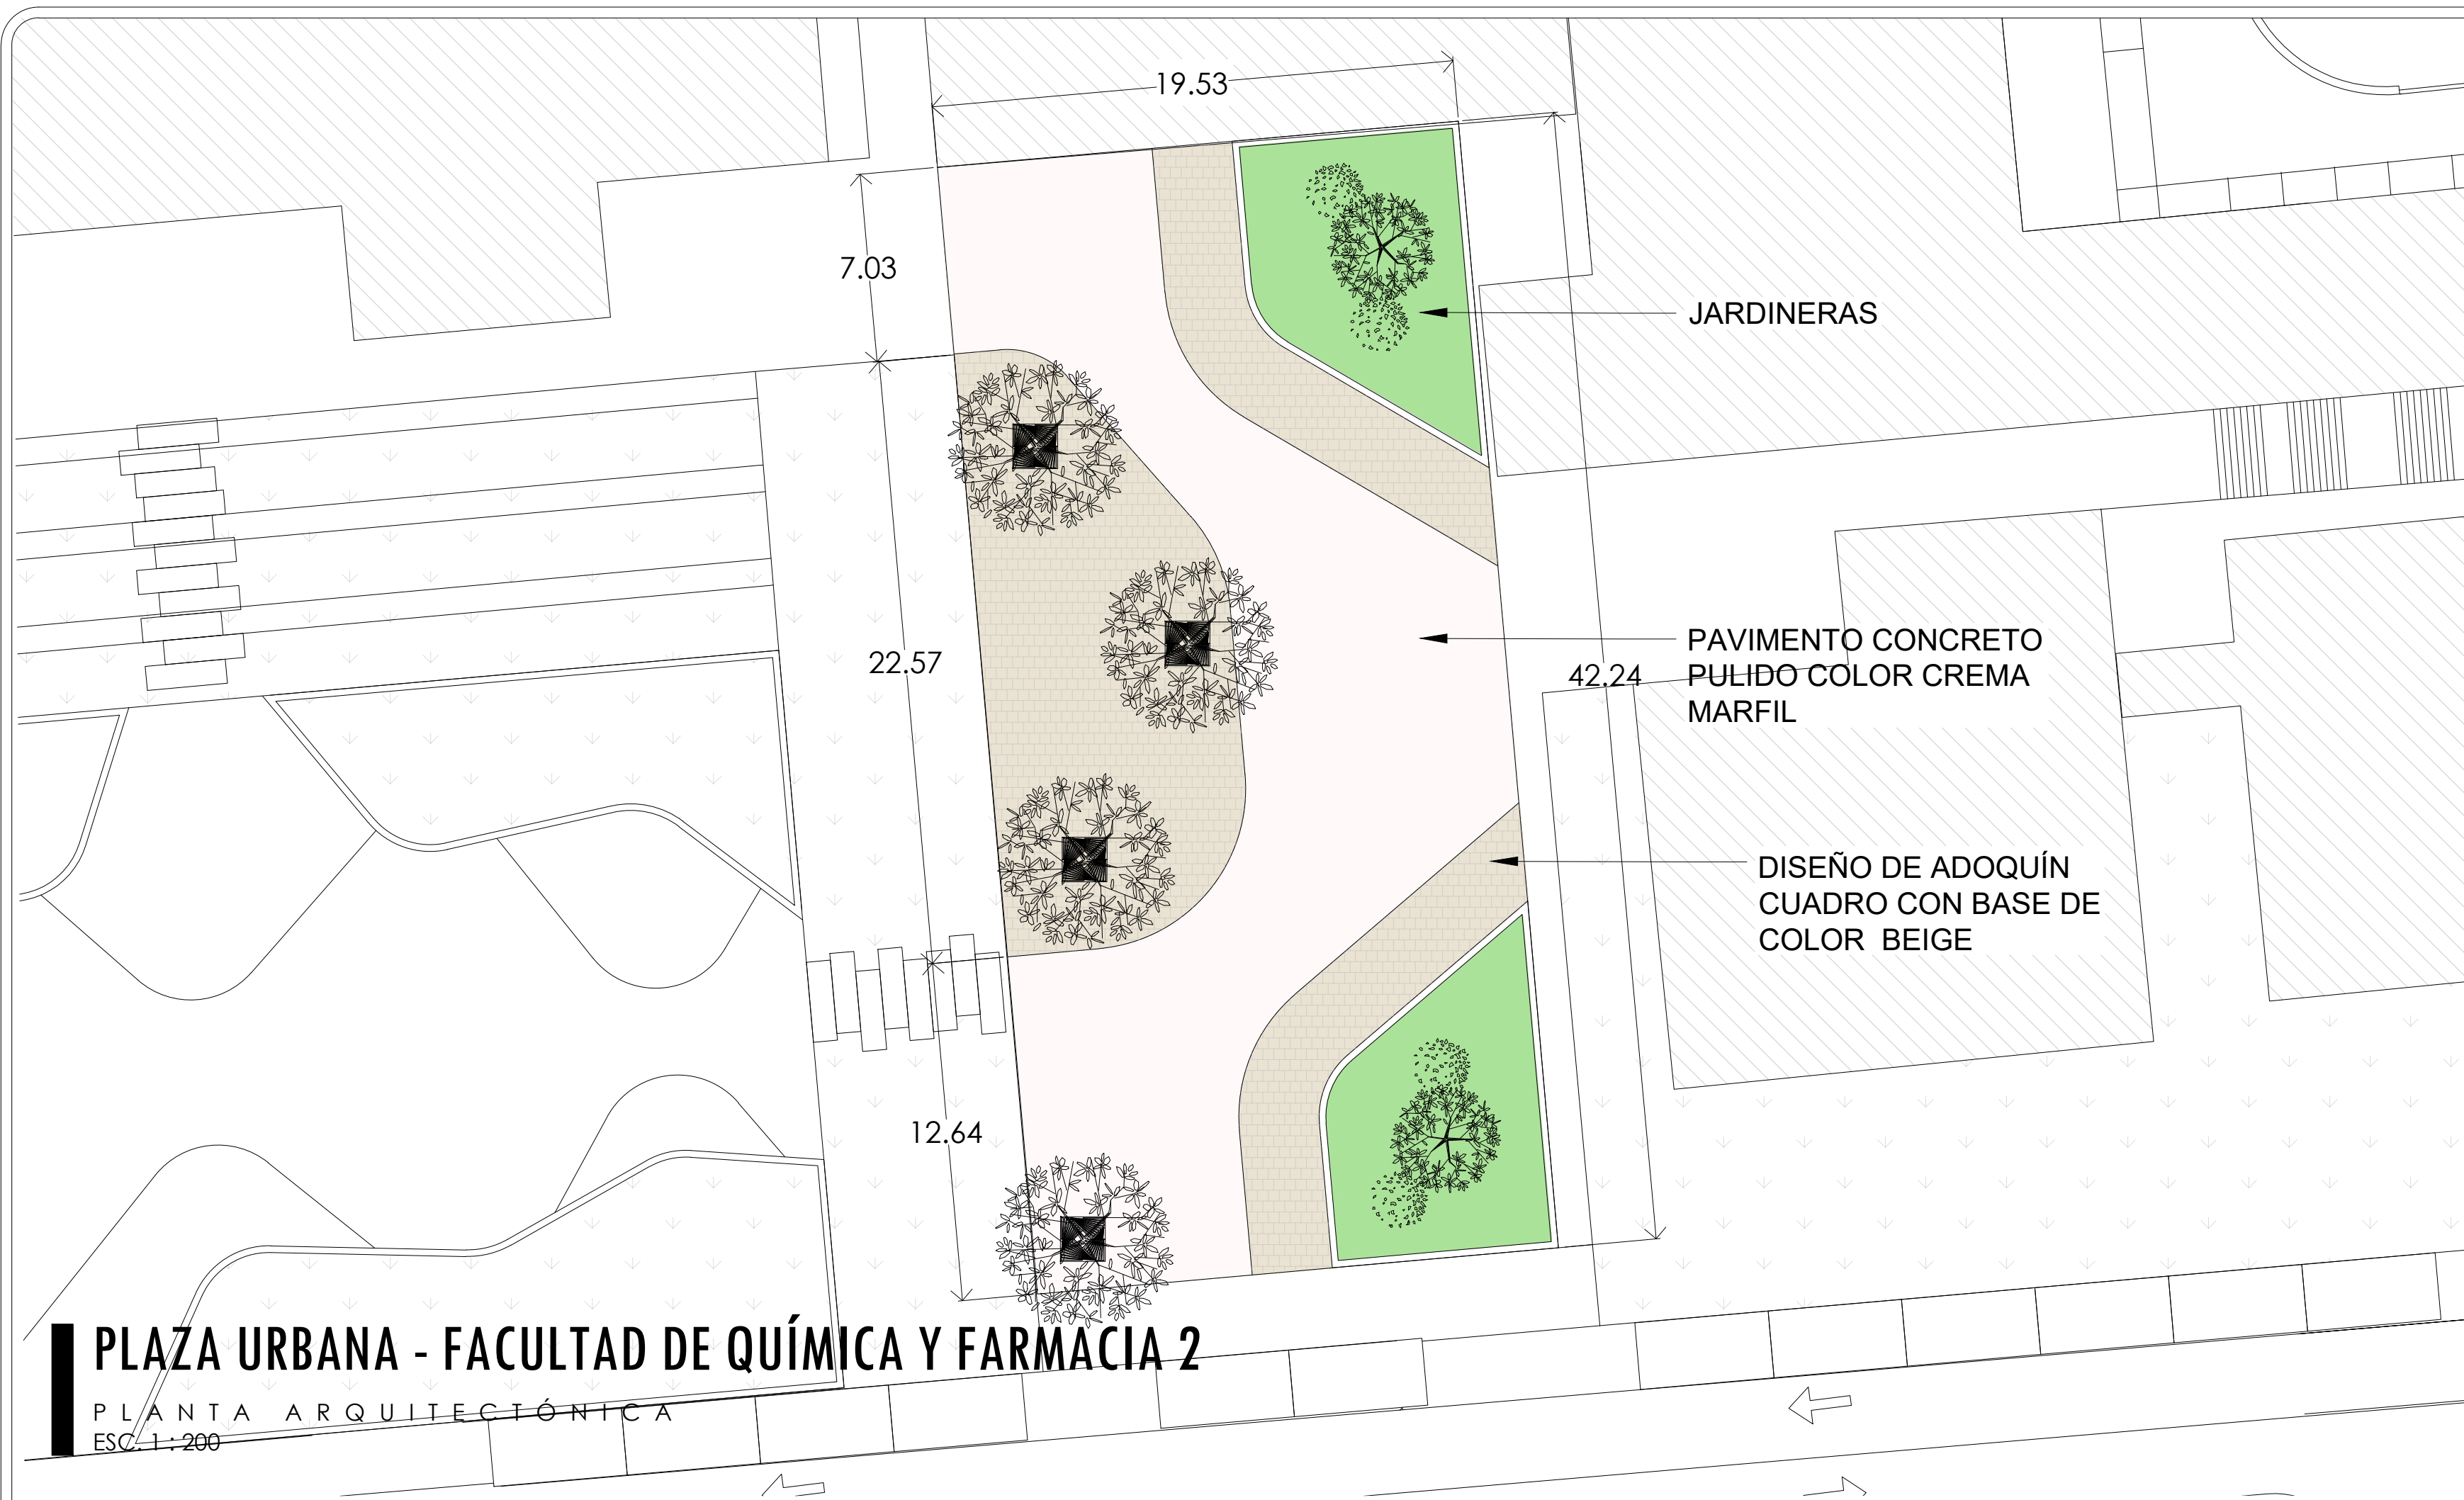 19.53
7.03
JARDINERAS
22.57
42.24
PAVIMENTO CONCRETO
PULIDO COLOR CREMA
MARFIL
DISEÑO DE ADOQUÍN
CUADRO CON BASE DE
COLOR BEIGE
12.64
PLAZA URBANA - FACULTAD DE QUÍMICA Y FARMACIA 2
PLANTA ARQUITECTÓNICA
ESC. 1 : 200